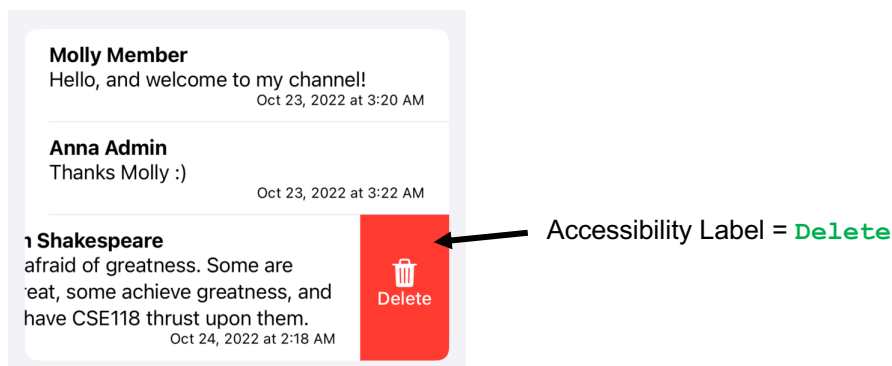 Molly Member
Hello, and welcome to my channel!
Oct 23, 2022 at 3:20 AM
Anna Admin
Thanks Molly :)
Oct 23, 2022 at 3:22 AM
Shakespeare
afraid of greatness. Some are
reat, some achieve greatness, and
have CSE118 thrust upon them.
Oct 24, 2022 at 2:18 AM
Delete
Accessibility Label = Delete